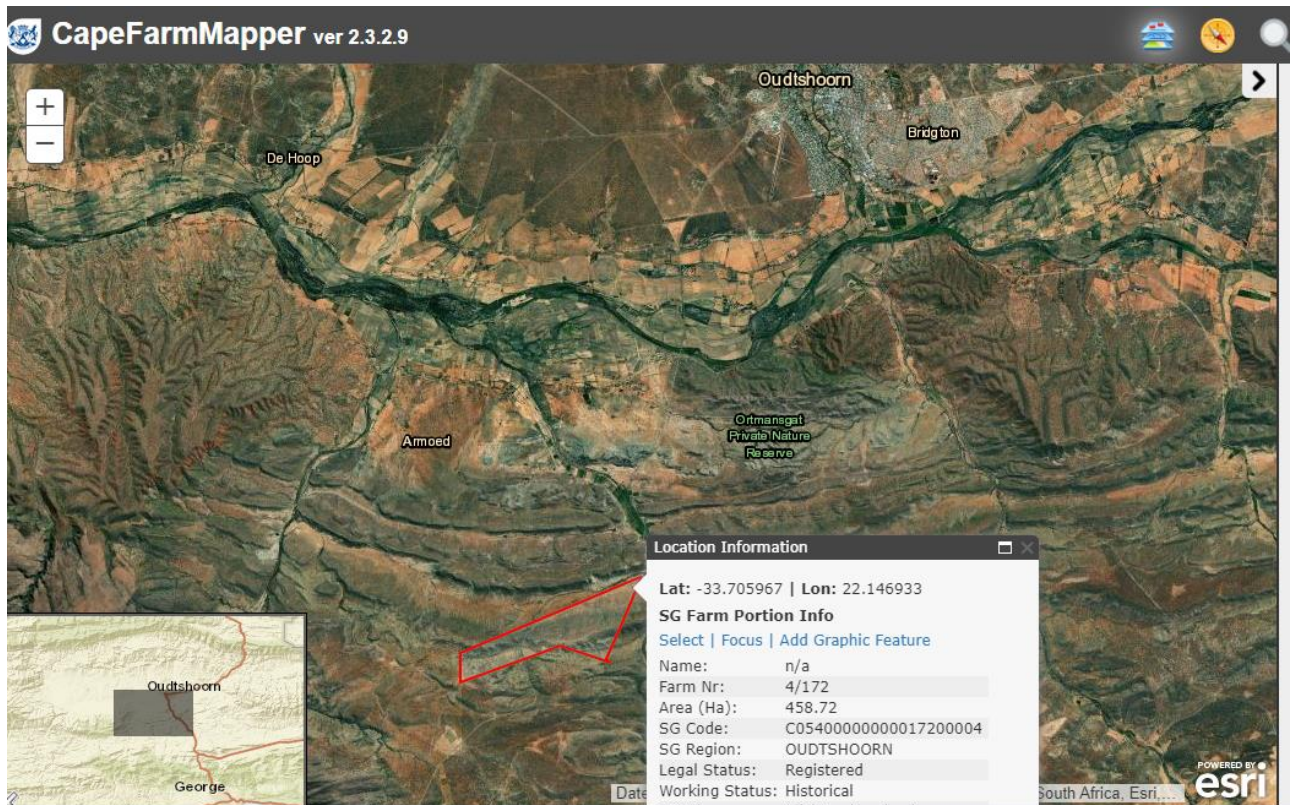 CapeFarmMapper ver 2.3.2.9
Oudtshoorn
Bridgton
De Hoop
Armoed
Ortmansgat
Private Nature
Reserve
Location Information
Lat: -33.705967 | Lon: 22.146933
SG Farm Portion Info
Select | Focus | Add Graphic Feature
Name: n/a
Farm Nr: 4/172
Area (Ha): 458.72
SG Code: C05400000000017200004
SG Region: OUDTSHOORN
Legal Status: Registered
Working Status: Historical
Oudtshoorn
George
Date
South Africa, Esri,...
POWERED BY
esri